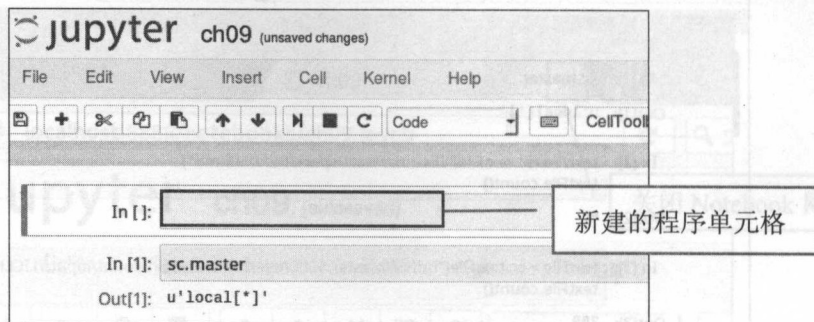 jupyter ch09 (unsaved changes)
File Edit View Insert Cell Kernel Help
Code CellToolb
In [ ]:
新建的程序单元格
In [1]: sc.master
Out[1]: u'local[*]'